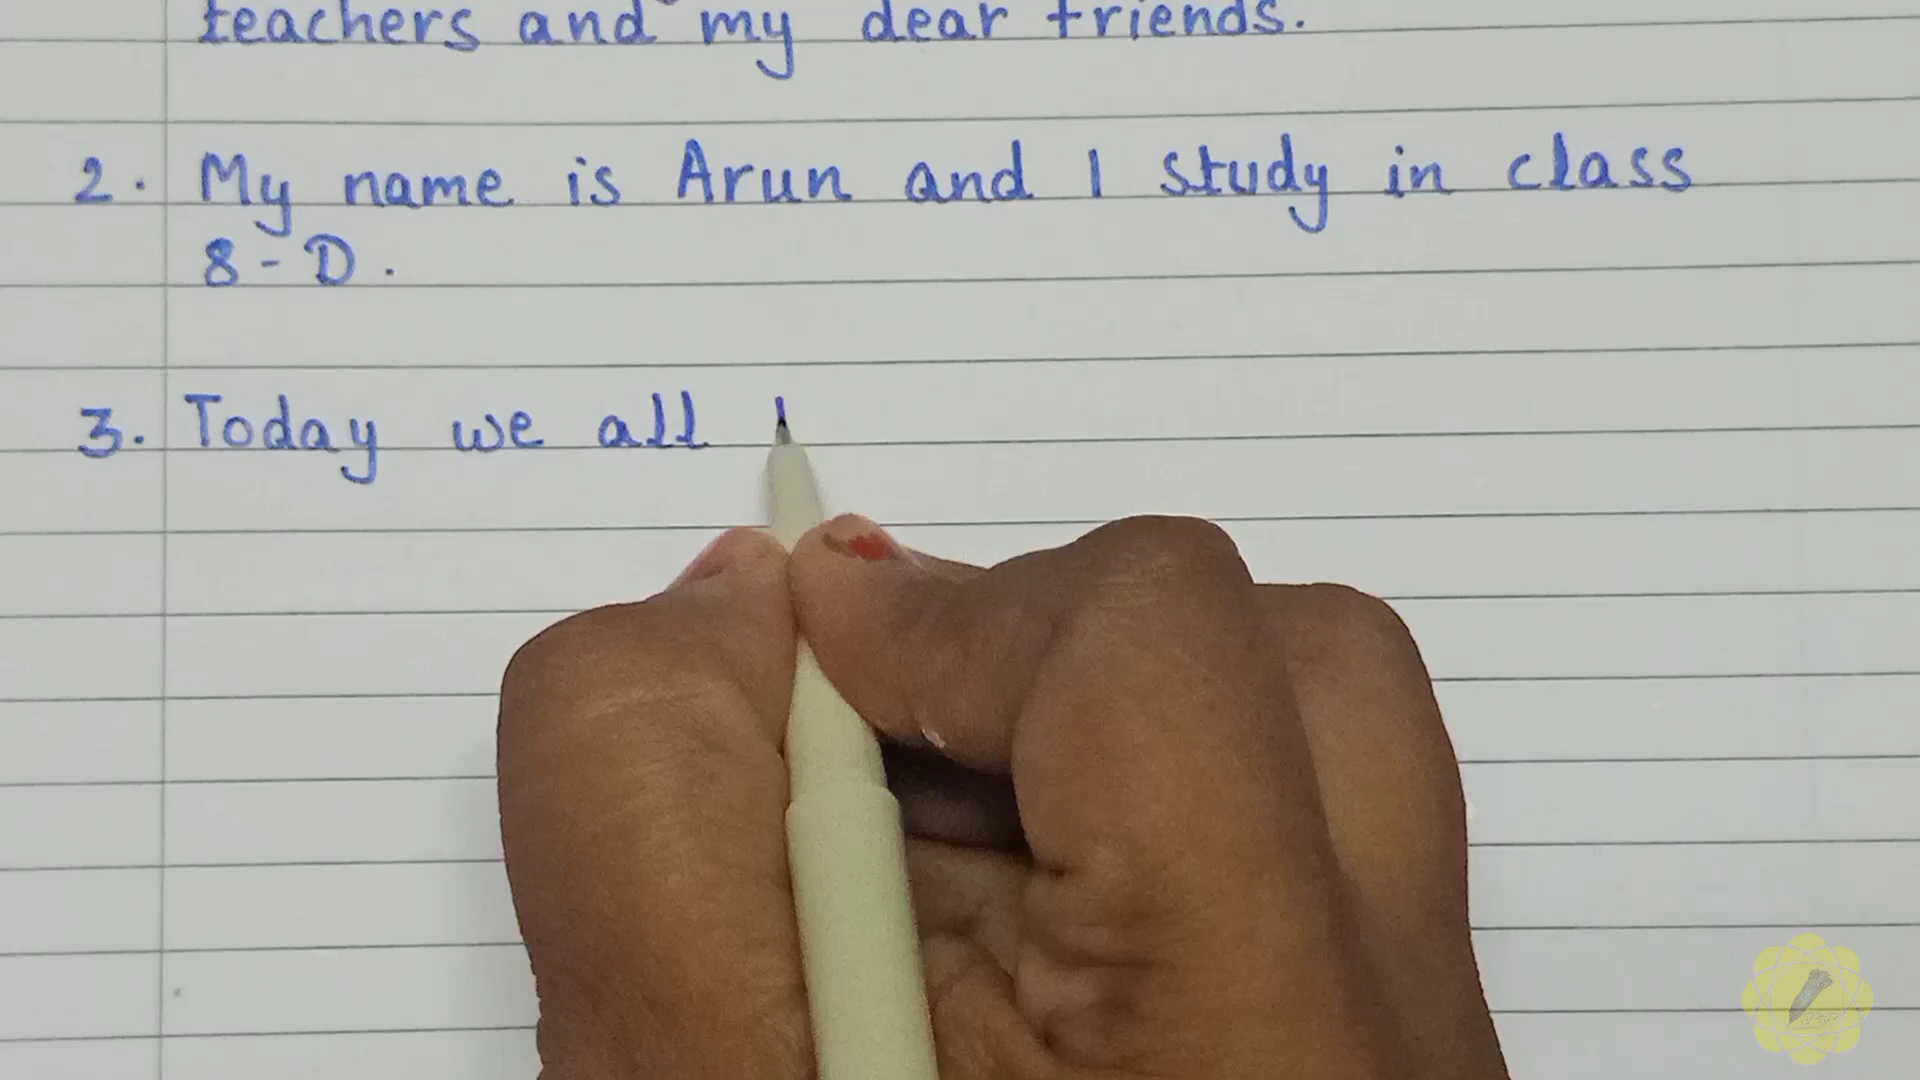 teachers and my dear friends.
2. My name is Arun and I study in class
8-D.
3. Today we all